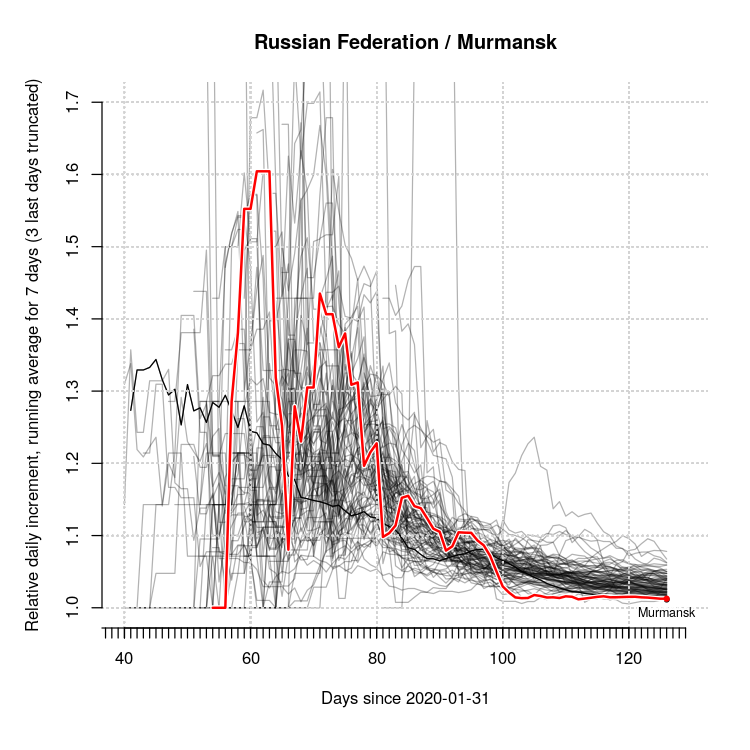 Russian Federation / Murmansk
Relative daily increment, running average for 7 days (3 last days truncated)
1.7
1.6
1.5
1.4
1.3
1.2
1.1
1.0
Murmansk
40 60 80 100 120
Days since 2020-01-31